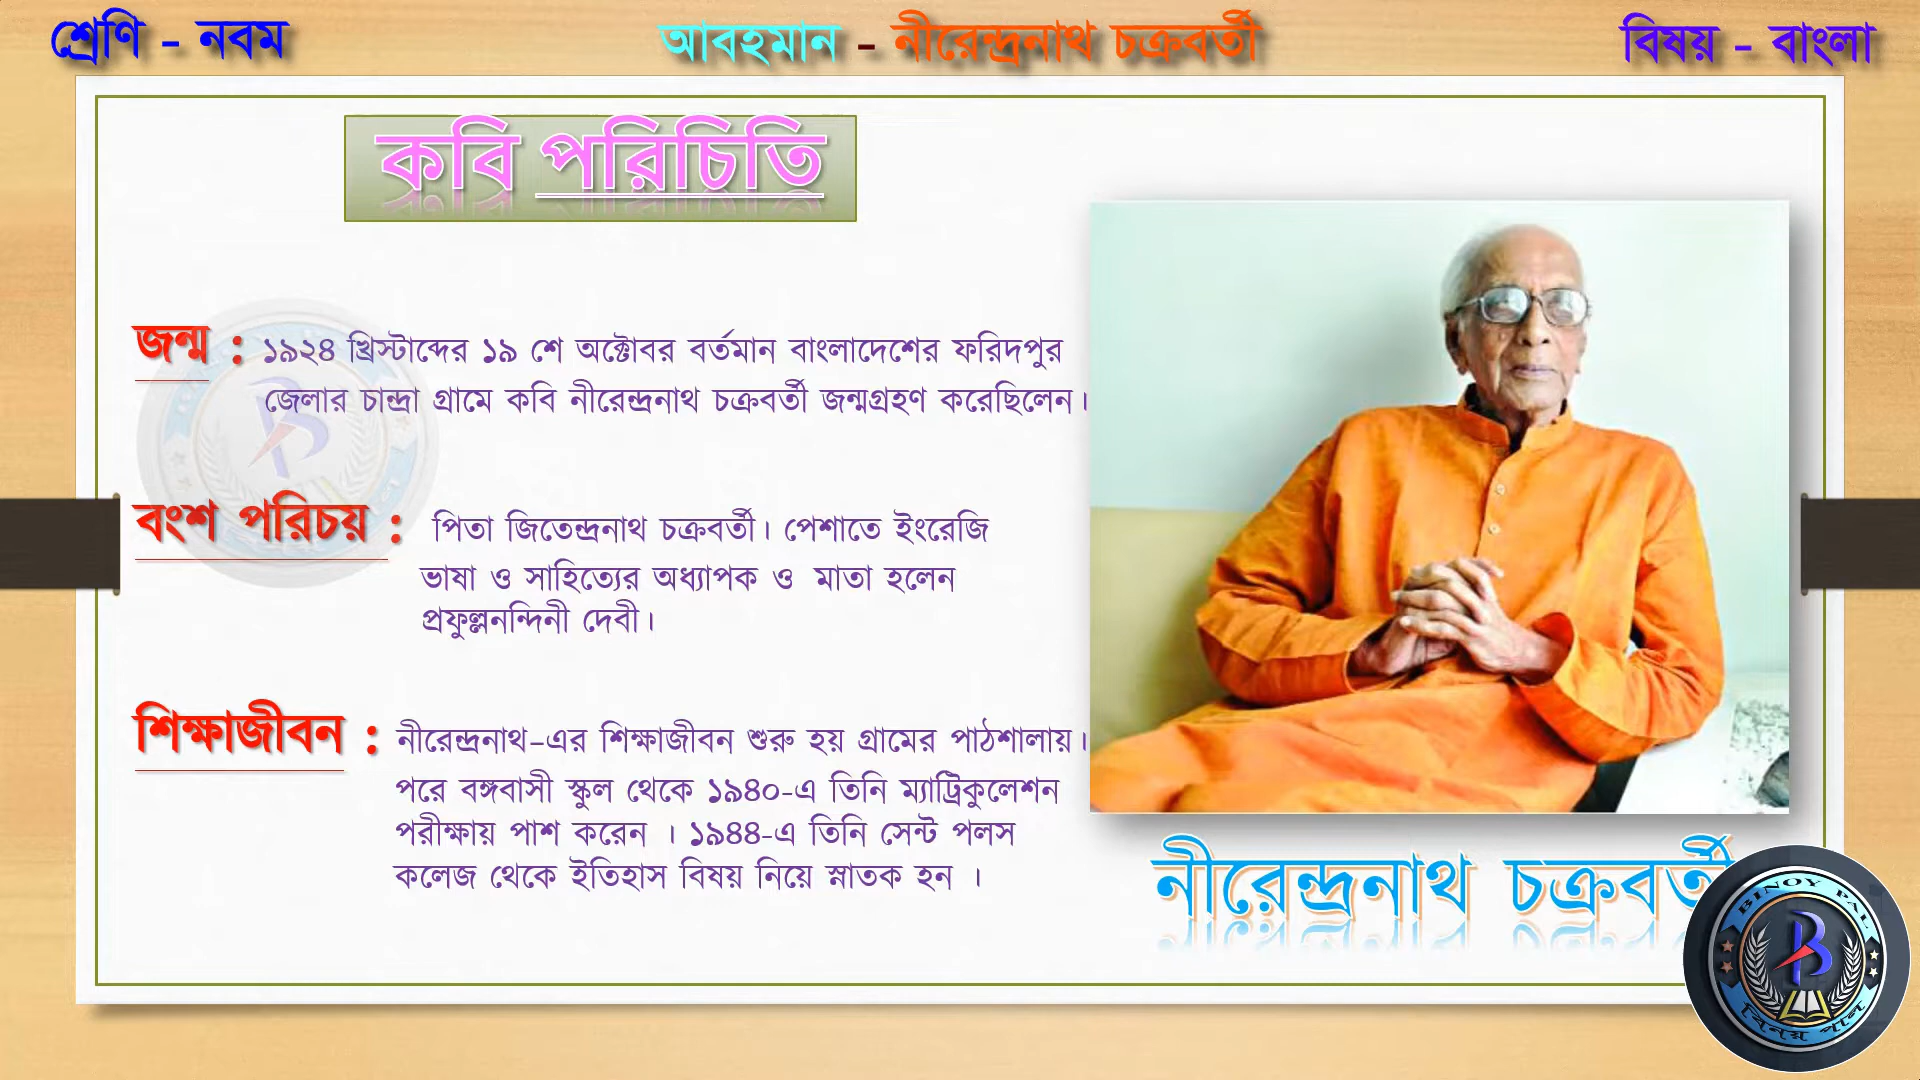 শ্রেণি - নবম
আবহমান - নীরেন্দ্রনাথ চক্রবর্তী
বিষয় - বাংলা
কবি পরিচিতি
জন্ম : ১৯২৪ খ্রিস্টাব্দের ১৯ শে অক্টোবর বর্তমান বাংলাদেশের ফরিদপুর
জেলার চান্দ্রা গ্রামে কবি নীরেন্দ্রনাথ চক্রবর্তী জন্মগ্রহণ করেছিলেন।
বংশ পরিচয় : পিতা জিতেন্দ্রনাথ চক্রবর্তী। পেশাতে ইংরেজি
ভাষা ও সাহিত্যের অধ্যাপক ও মাতা হলেন
প্রফুল্লনন্দিনী দেবী।
শিক্ষাজীবন : নীরেন্দ্রনাথ-এর শিক্ষাজীবন শুরু হয় গ্রামের পাঠশালায়।
পরে বঙ্গবাসী স্কুল থেকে ১৯৪০-এ তিনি ম্যাট্রিকুলেশন
পরীক্ষায় পাশ করেন । ১৯৪৪-এ তিনি সেন্ট পলস
কলেজ থেকে ইতিহাস বিষয় নিয়ে স্নাতক হন ।
নীরেন্দ্রনাথ চক্রবর্তী
BINOY PAL
B
বিনয় পাল